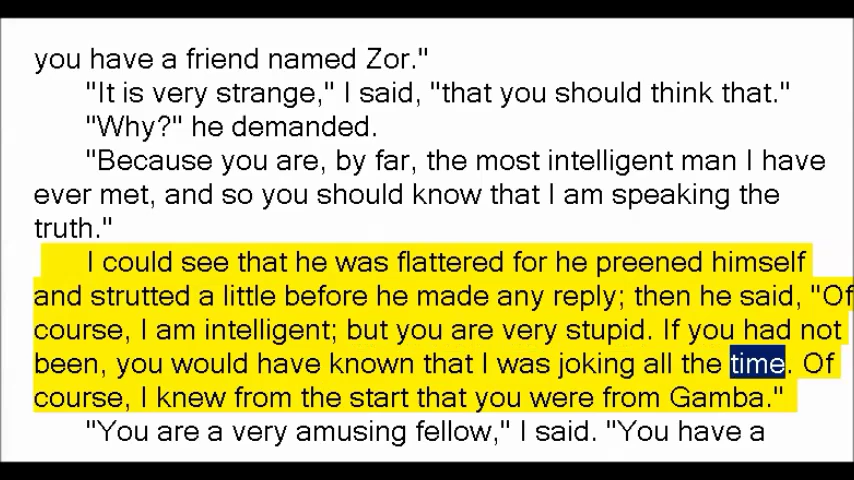 you have a friend named Zor."
"It is very strange," I said, "that you should think that."
"Why?" he demanded.
"Because you are, by far, the most intelligent man I have
ever met, and so you should know that I am speaking the
truth."
I could see that he was flattered for he preened himself
and strutted a little before he made any reply; then he said, "Of
course, I am intelligent; but you are very stupid. If you had not
been, you would have known that I was joking all the time. Of
course, I knew from the start that you were from Gamba."
"You are a very amusing fellow," I said. "You have a